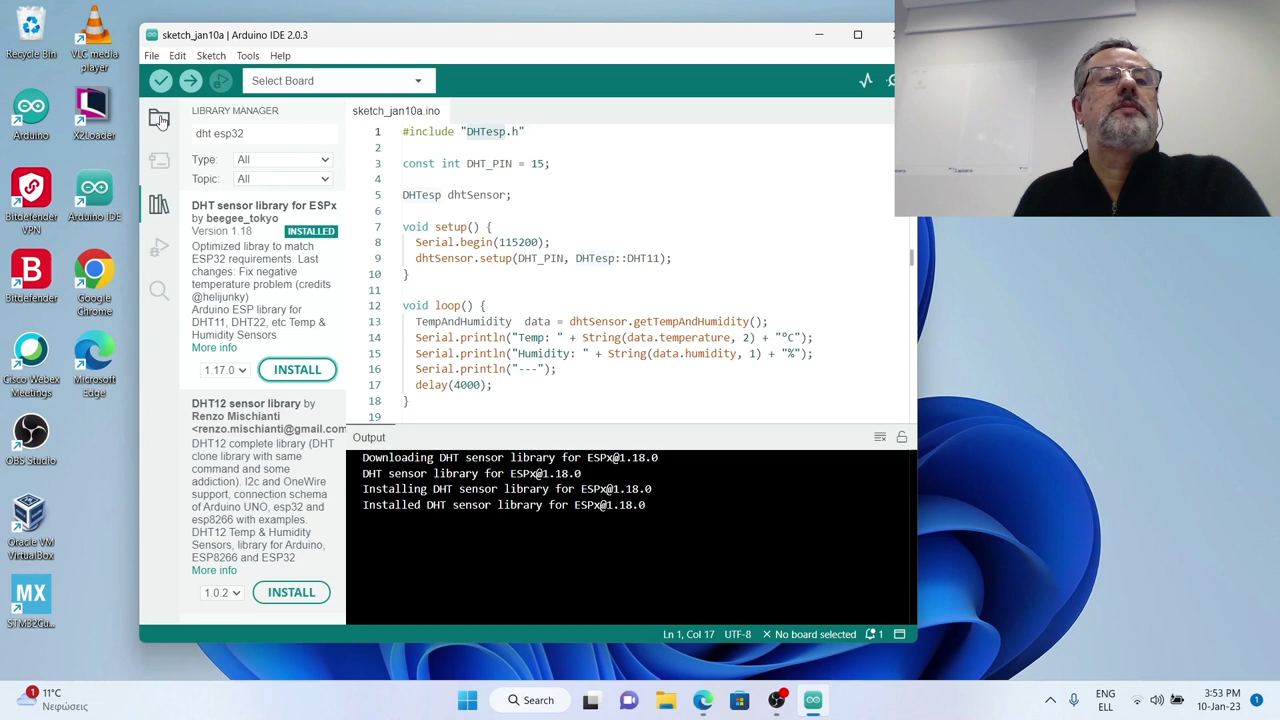 Recycle Bin
VLC media
player
Arduino
X2Loader
Bitdefender
VPN
Arduino IDE
Bitdefender
Google
Chrome
Cisco Webex
Meetings
Microsoft
Edge
OBS Studio
Oracle VM
VirtualBox
MX
STM32Cu...
sketch_jan10a | Arduino IDE 2.0.3
File Edit Sketch Tools Help
Select Board
LIBRARY MANAGER
dht esp32
Type: All
Topic: All
DHT sensor library for ESPx
by beegee_tokyo
Version 1.18 INSTALLED
Optimized libray to match
ESP32 requirements. Last
changes: Fix negative
temperature problem (credits
@helijunky)
Arduino ESP library for
DHT11, DHT22, etc Temp &
Humidity Sensors
More info
1.17.0 INSTALL
DHT12 sensor library by
Renzo Mischianti
<renzo.mischianti@gmail.com
DHT12 complete library (DHT
clone library with same
command and some
addiction). I2c and OneWire
support, connection schema
of Arduino UNO, esp32 and
esp8266 with examples.
DHT12 Temp & Humidity
Sensors, library for Arduino,
ESP8266 and ESP32
More info
1.0.2 INSTALL
sketch_jan10a.ino
1 #include "DHTesp.h"
2
3 const int DHT_PIN = 15;
4
5 DHTesp dhtSensor;
6
7 void setup() {
8 Serial.begin(115200);
9 dhtSensor.setup(DHT_PIN, DHTesp::DHT11);
10 }
11
12 void loop() {
13 TempAndHumidity  data = dhtSensor.getTempAndHumidity();
14 Serial.println("Temp: " + String(data.temperature, 2) + "°C");
15 Serial.println("Humidity: " + String(data.humidity, 1) + "%");
16 Serial.println("---");
17 delay(4000);
18 }
19
Output
Downloading DHT sensor library for ESPx@1.18.0
DHT sensor library for ESPx@1.18.0
Installing DHT sensor library for ESPx@1.18.0
Installed DHT sensor library for ESPx@1.18.0
Ln 1, Col 17 UTF-8 No board selected 1
1
11°C
Νεφώσεις
Search
ENG
ELL
3:53 PM
10-Jan-23
1